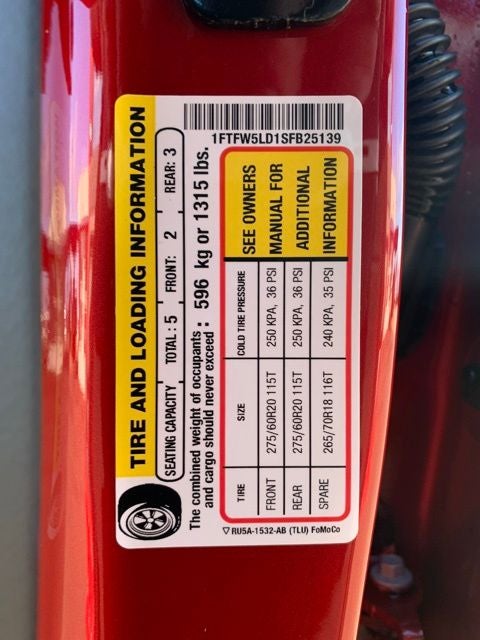 1FTFW5LD1SFB25139
TIRE AND LOADING INFORMATION
SEATING CAPACITY TOTAL : 5 FRONT: 2 REAR: 3
The combined weight of occupants : 596 kg or 1315 lbs.
and cargo should never exceed
TIRE SIZE COLD TIRE PRESSURE
FRONT 275/60R20 115T 250 KPA, 36 PSI
REAR 275/60R20 115T 250 KPA, 36 PSI
SPARE 265/70R18 116T 240 KPA, 35 PSI
SEE OWNERS
MANUAL FOR
ADDITIONAL
INFORMATION
RU5A-1532-AB (TLU) FoMoCo